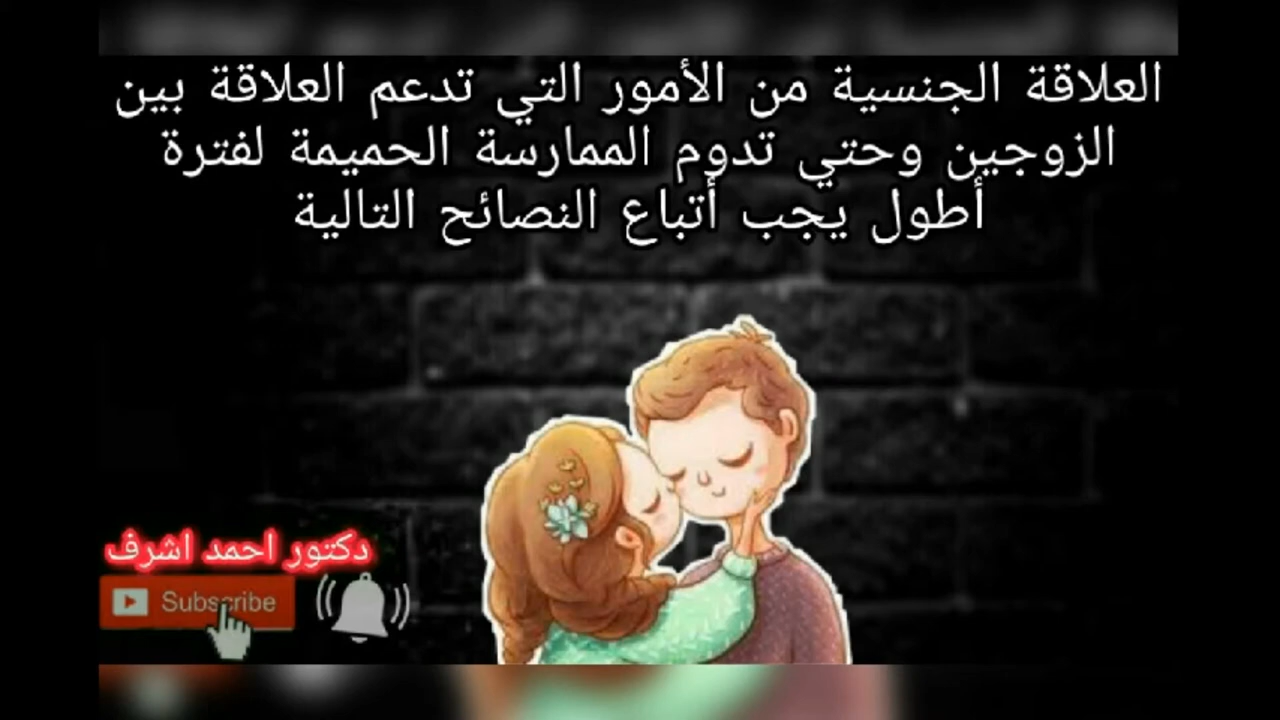 العلاقة الجنسية من الأمور التي تدعم العلاقة بين
الزوجين وحتي تدوم الممارسة الحميمة لفترة
أطول يجب أتباع النصائح التالية
دكتور احمد اشرف
Subscribe